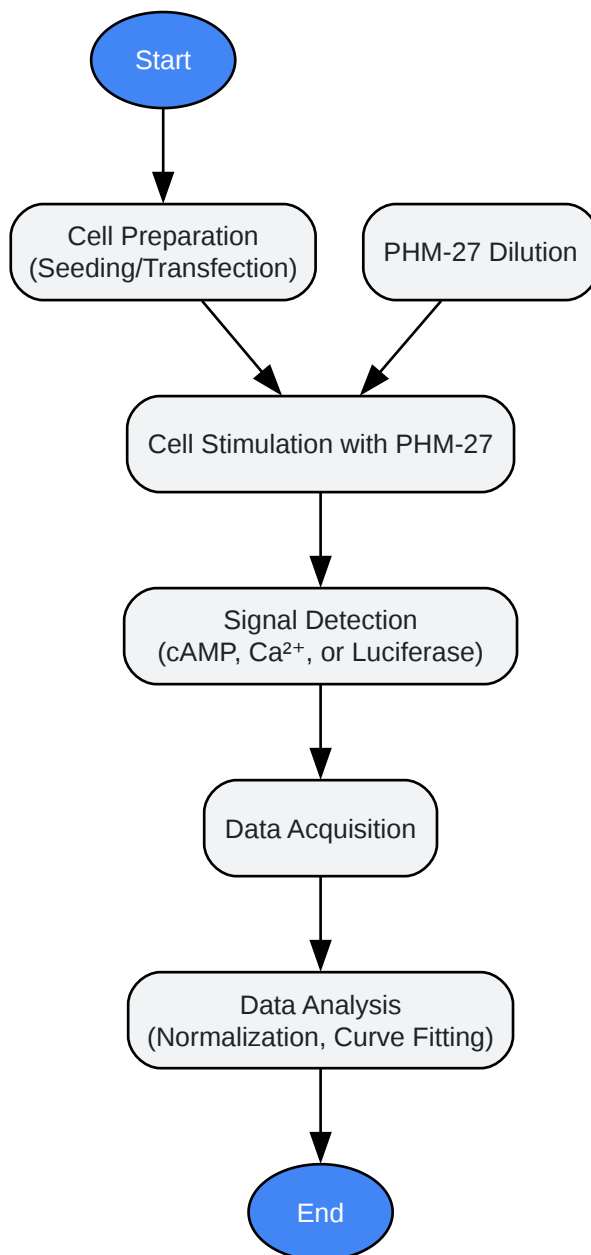 Start
Cell Preparation
(Seeding/Transfection)
PHM-27 Dilution
Cell Stimulation with PHM-27
Signal Detection
(cAMP, Ca²⁺, or Luciferase)
Data Acquisition
Data Analysis
(Normalization, Curve Fitting)
End